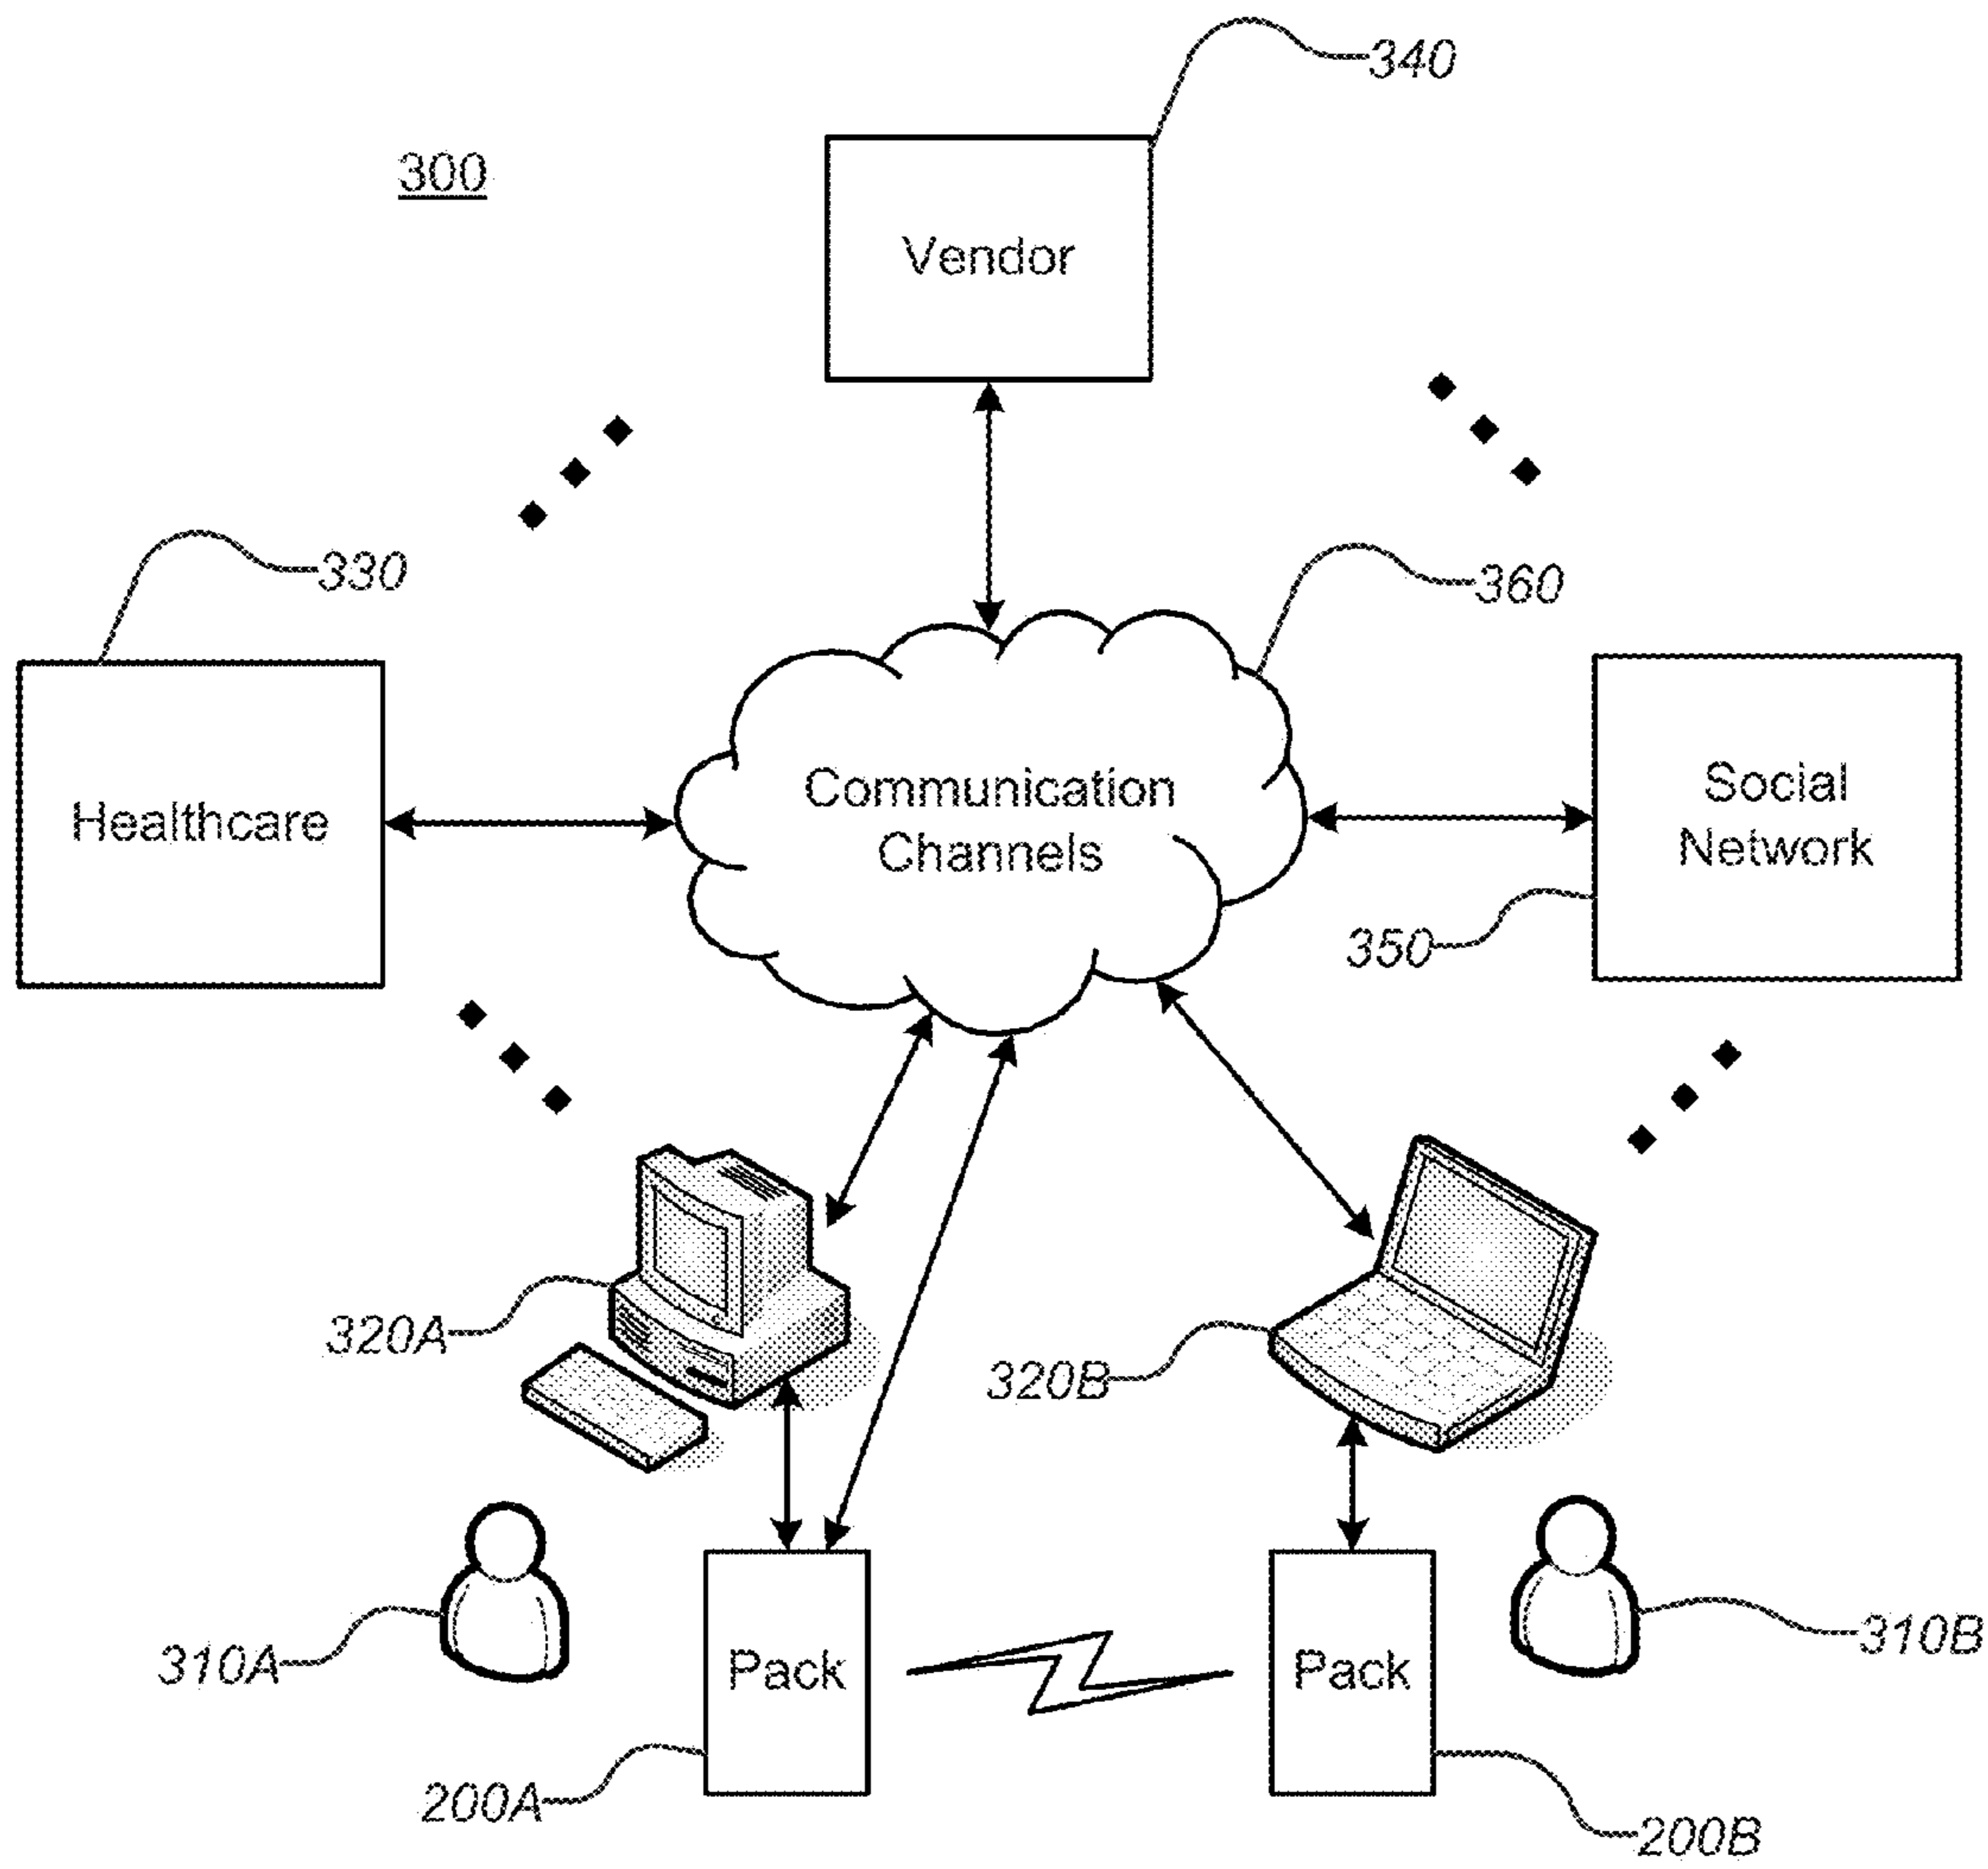 340
300
Vendor
330
360
Communication
Channels
Healthcare
Social
Network
350
320A
320B
310A
Pack
Pack
310B
200A
200B